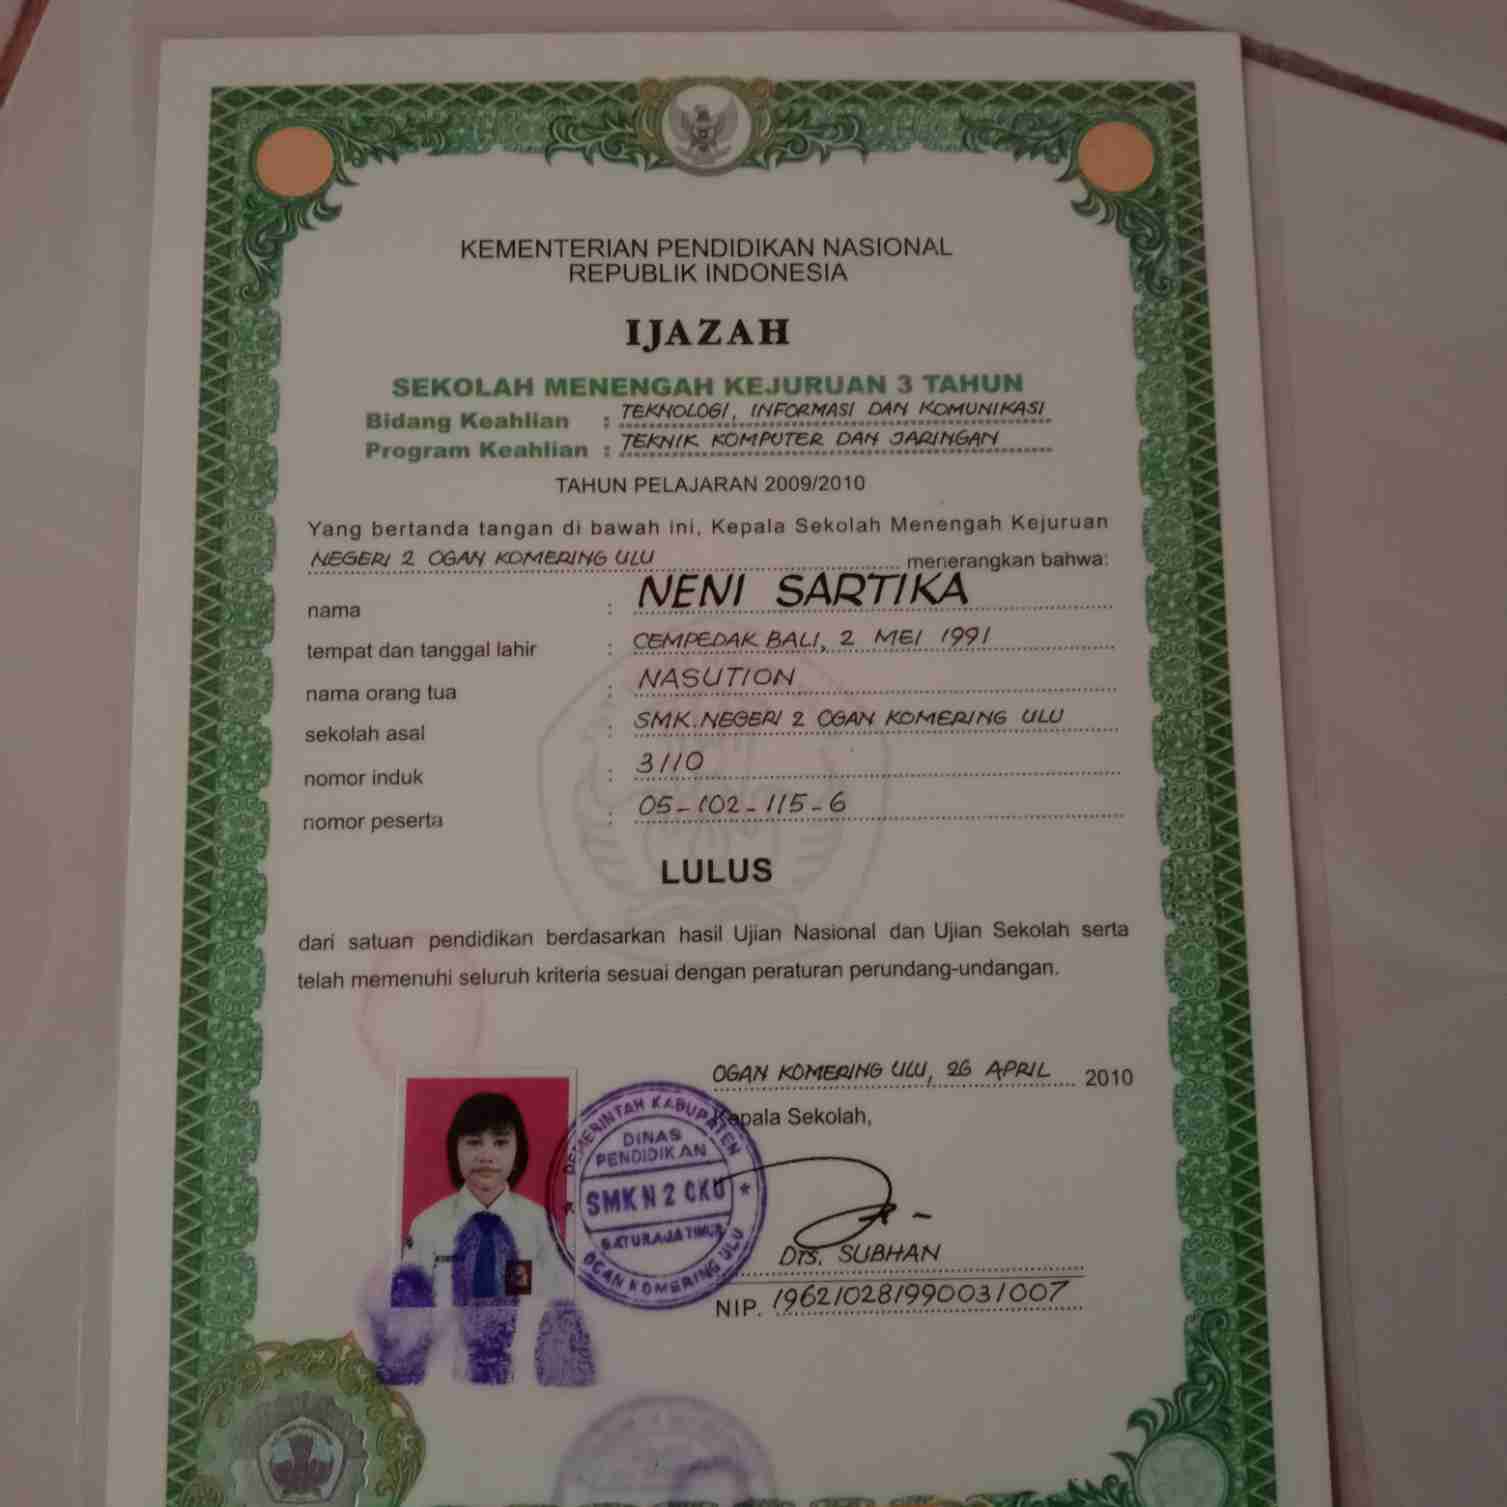 KEMENTERIAN PENDIDIKAN NASIONAL
REPUBLIK INDONESIA
IJAZAH
SEKOLAH MENENGAH KEJURUAN 3 TAHUN
Bidang Keahlian : TEKNOLOGI, INFORMASI DAN KOMUNIKASI
Program Keahlian : TEKNIK KOMPUTER DAN JARINGAN
TAHUN PELAJARAN 2009/2010
Yang bertanda tangan di bawah ini, Kepala Sekolah Menengah Kejuruan
NEGERI 2 OGAN KOMERING ULU menerangkan bahwa:
nama : NENI SARTIKA
tempat dan tanggal lahir : CEMPEDAK BALI, 2 MEI 1991
nama orang tua : NASUTION
sekolah asal : SMK.NEGERI 2 OGAN KOMERING ULU
nomor induk : 3110
nomor peserta : 05-102-115-6
LULUS
dari satuan pendidikan berdasarkan hasil Ujian Nasional dan Ujian Sekolah serta
telah memenuhi seluruh kriteria sesuai dengan peraturan perundang-undangan.
OGAN KOMERING ULU, 26 APRIL 2010
Kepala Sekolah,
PEMERINTAH KABUPATEN
DINAS
PENDIDIKAN
SMK N 2 OKU
BATURAJA TIMUR
OGAN KOMERING ULU
Drs. SUBHAN
NIP. 196210281990031007